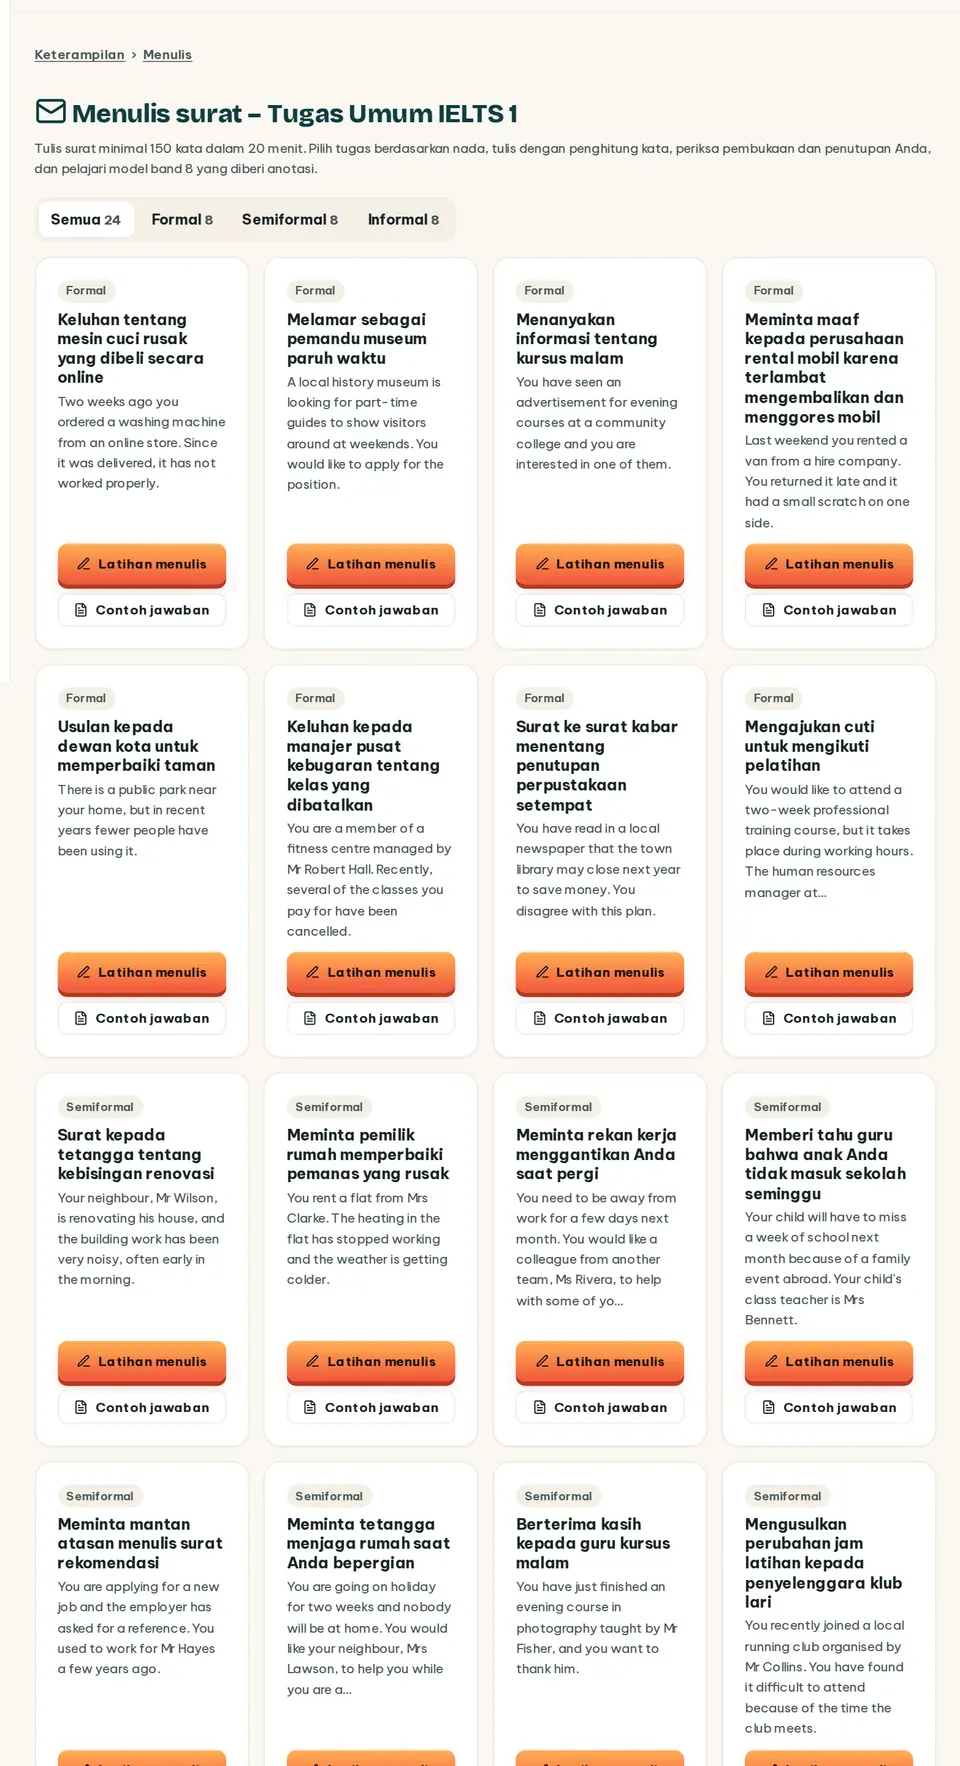 Keterampilan › Menulis
Menulis surat – Tugas Umum IELTS 1
Tulis surat minimal 150 kata dalam 20 menit. Pilih tugas berdasarkan nada, tulis dengan penghitung kata, periksa pembukaan dan penutupan Anda,
dan pelajari model band 8 yang diberi anotasi.
Semua 24 Formal 8 Semiformal 8 Informal 8
Formal
Keluhan tentang
mesin cuci rusak
yang dibeli secara
online
Two weeks ago you
ordered a washing machine
from an online store. Since
it was delivered, it has not
worked properly.
Latihan menulis
Contoh jawaban
Formal
Melamar sebagai
pemandu museum
paruh waktu
A local history museum is
looking for part-time
guides to show visitors
around at weekends. You
would like to apply for the
position.
Latihan menulis
Contoh jawaban
Formal
Menanyakan
informasi tentang
kursus malam
You have seen an
advertisement for evening
courses at a community
college and you are
interested in one of them.
Latihan menulis
Contoh jawaban
Formal
Meminta maaf
kepada perusahaan
rental mobil karena
terlambat
mengembalikan dan
menggores mobil
Last weekend you rented a
van from a hire company.
You returned it late and it
had a small scratch on one
side.
Latihan menulis
Contoh jawaban
Formal
Usulan kepada
dewan kota untuk
memperbaiki taman
There is a public park near
your home, but in recent
years fewer people have
been using it.
Latihan menulis
Contoh jawaban
Formal
Keluhan kepada
manajer pusat
kebugaran tentang
kelas yang
dibatalkan
You are a member of a
fitness centre managed by
Mr Robert Hall. Recently,
several of the classes you
pay for have been
cancelled.
Latihan menulis
Contoh jawaban
Formal
Surat ke surat kabar
menentang
penutupan
perpustakaan
setempat
You have read in a local
newspaper that the town
library may close next year
to save money. You
disagree with this plan.
Latihan menulis
Contoh jawaban
Formal
Mengajukan cuti
untuk mengikuti
pelatihan
You would like to attend a
two-week professional
training course, but it takes
place during working hours.
The human resources
manager at...
Latihan menulis
Contoh jawaban
Semiformal
Surat kepada
tetangga tentang
kebisingan renovasi
Your neighbour, Mr Wilson,
is renovating his house, and
the building work has been
very noisy, often early in
the morning.
Latihan menulis
Contoh jawaban
Semiformal
Meminta pemilik
rumah memperbaiki
pemanas yang rusak
You rent a flat from Mrs
Clarke. The heating in the
flat has stopped working
and the weather is getting
colder.
Latihan menulis
Contoh jawaban
Semiformal
Meminta rekan kerja
menggantikan Anda
saat pergi
You need to be away from
work for a few days next
month. You would like a
colleague from another
team, Ms Rivera, to help
with some of yo...
Latihan menulis
Contoh jawaban
Semiformal
Memberi tahu guru
bahwa anak Anda
tidak masuk sekolah
seminggu
Your child will have to miss
a week of school next
month because of a family
event abroad. Your child's
class teacher is Mrs
Bennett.
Latihan menulis
Contoh jawaban
Semiformal
Meminta mantan
atasan menulis surat
rekomendasi
You are applying for a new
job and the employer has
asked for a reference. You
used to work for Mr Hayes
a few years ago.
Semiformal
Meminta tetangga
menjaga rumah saat
Anda bepergian
You are going on holiday
for two weeks and nobody
will be at home. You would
like your neighbour, Mrs
Lawson, to help you while
you are a...
Semiformal
Berterima kasih
kepada guru kursus
malam
You have just finished an
evening course in
photography taught by Mr
Fisher, and you want to
thank him.
Semiformal
Mengusulkan
perubahan jam
latihan kepada
penyelenggara klub
lari
You recently joined a local
running club organised by
Mr Collins. You have found
it difficult to attend
because of the time the
club meets.